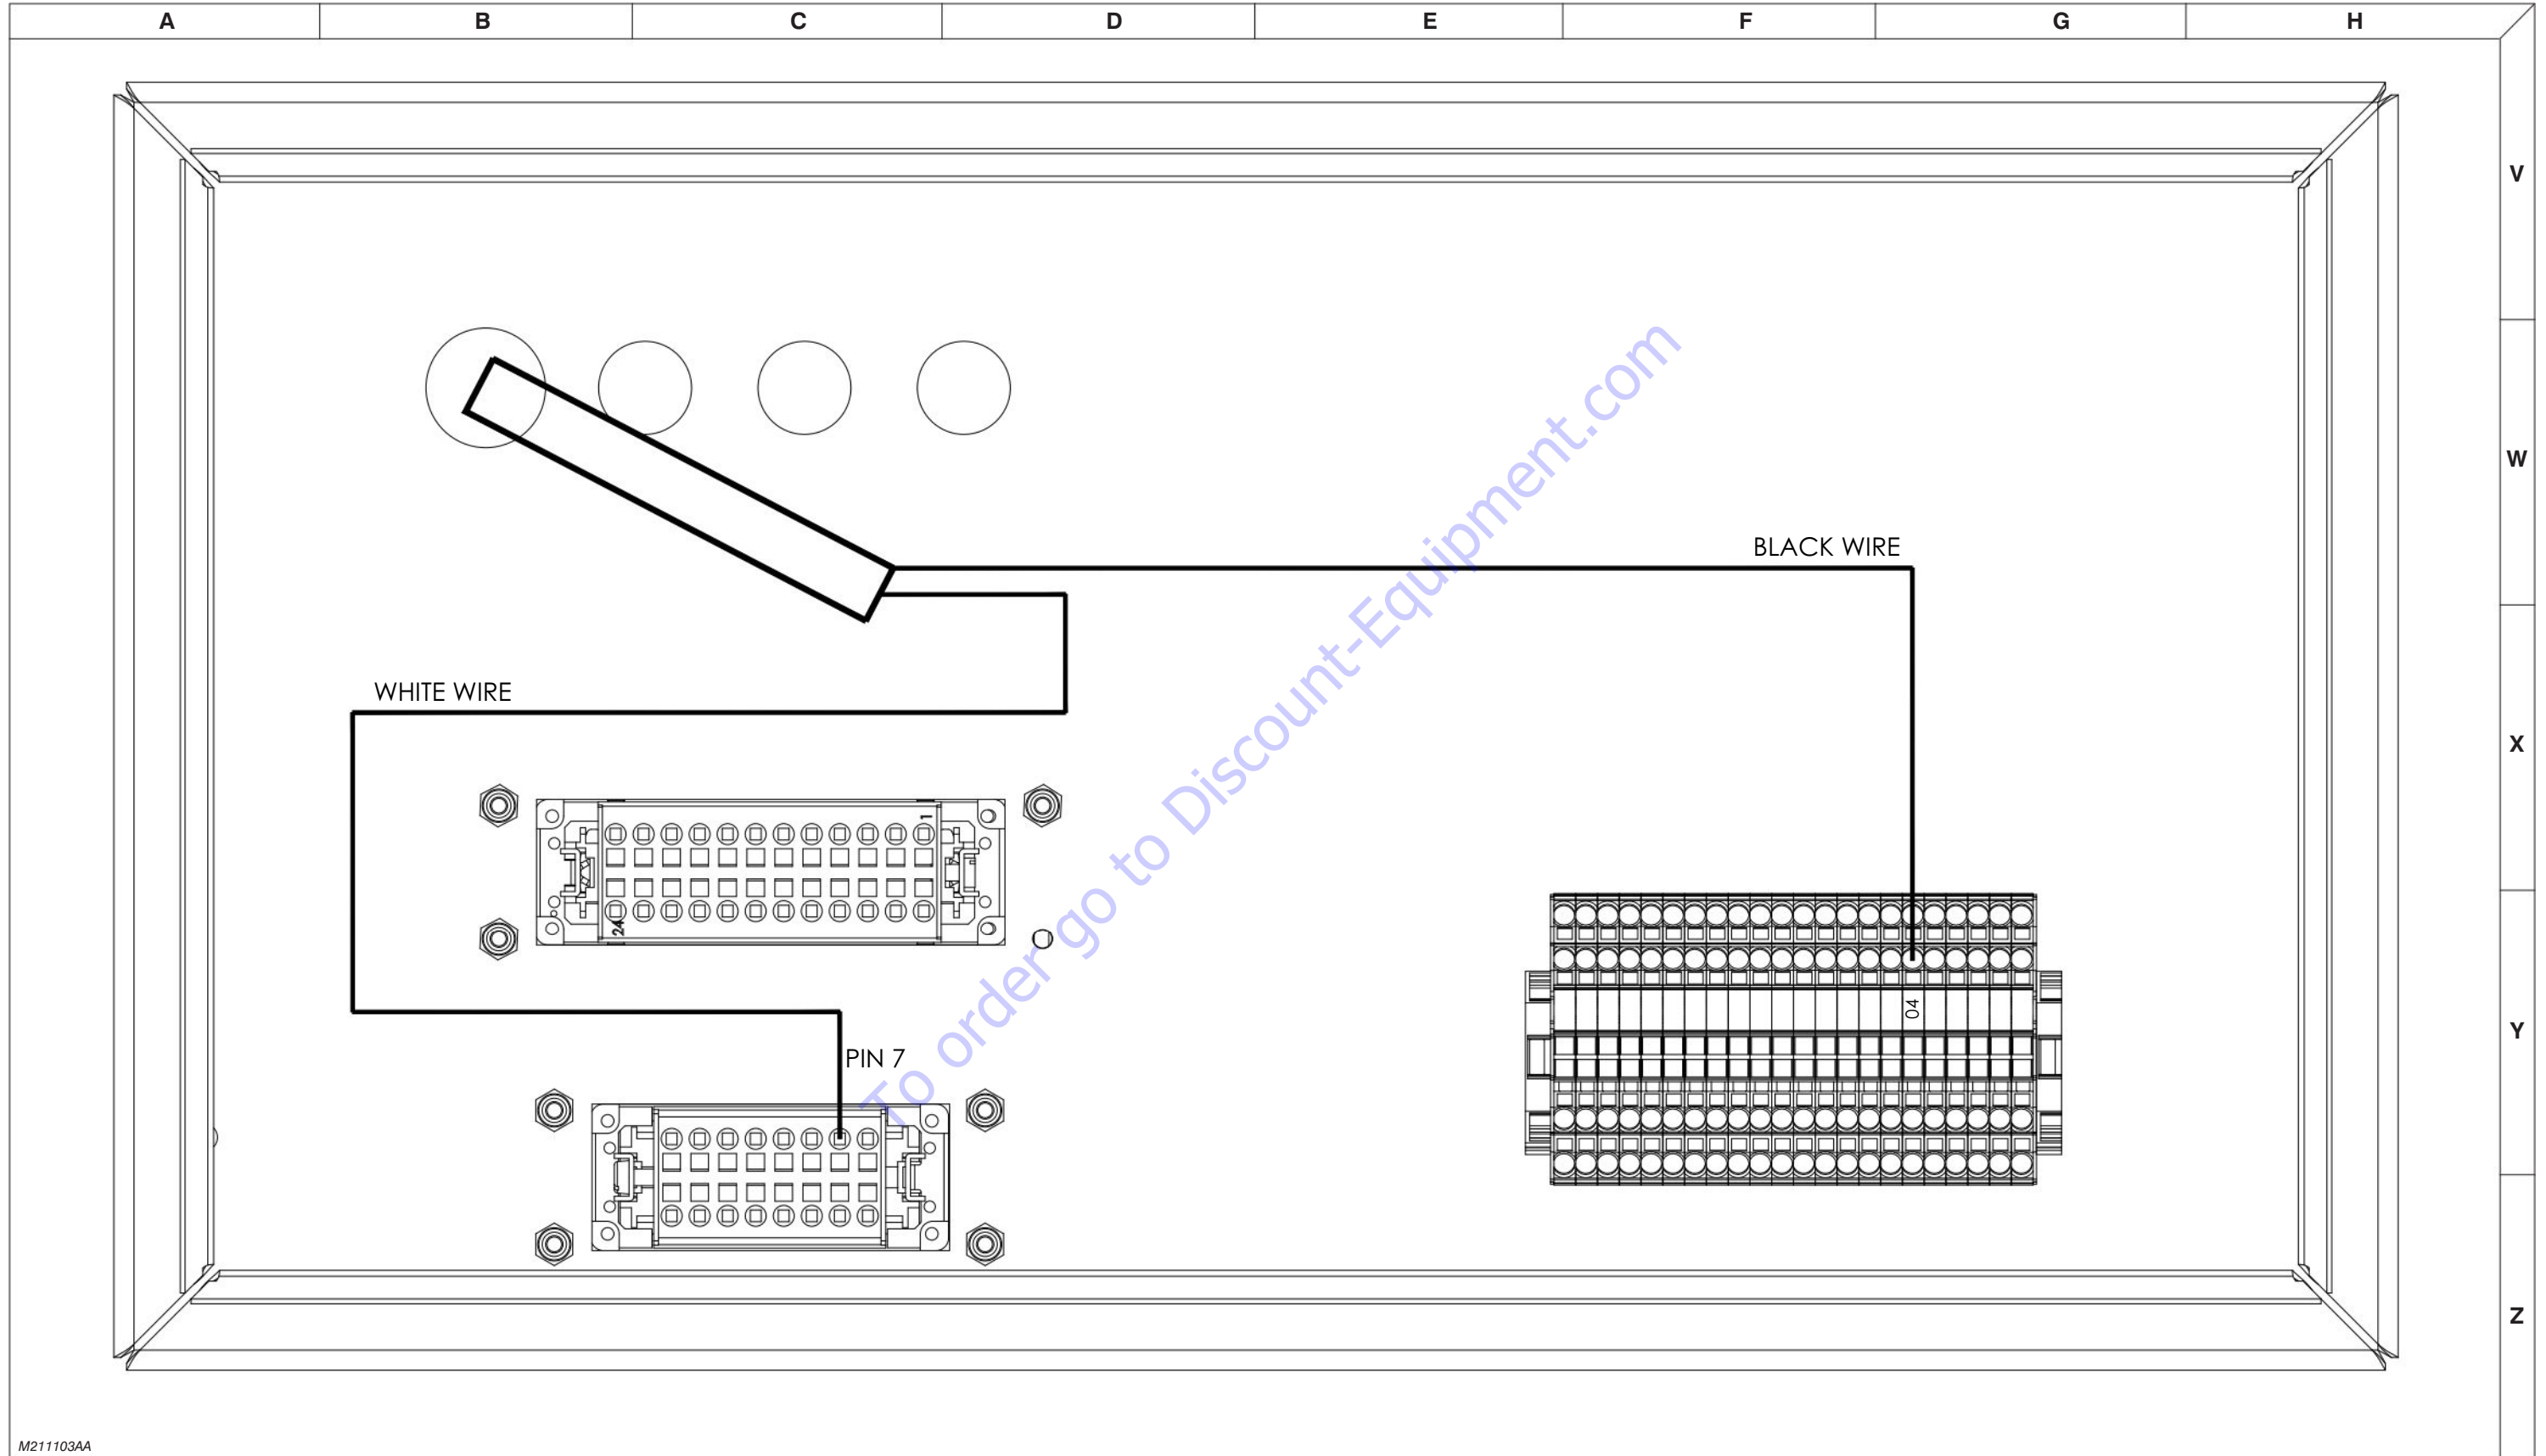 A B C D E F G H
V
W
BLACK WIRE
WHITE WIRE
X
1
24
04
Y
PIN 7
Z
To order go to Discount-Equipment.com
M211103AA